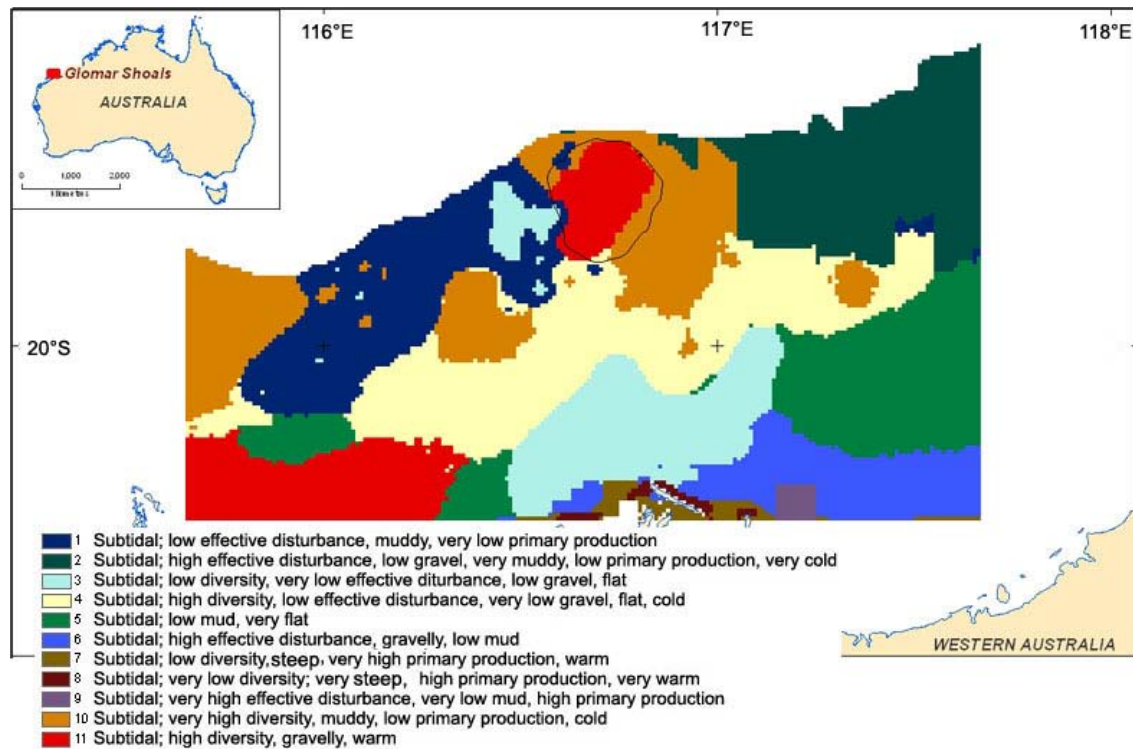 116°E
117°E
118°E
Glomar Shoals
AUSTRALIA
0 1,000 2,000
kilometres
20°S
1 Subtidal; low effective disturbance, muddy, very low primary production
2 Subtidal; high effective disturbance, low gravel, very muddy, low primary production, very cold
3 Subtidal; low diversity, very low effective diturbance, low gravel, flat
4 Subtidal; high diversity, low effective disturbance, very low gravel, flat, cold
5 Subtidal; low mud, very flat
6 Subtidal; high effective disturbance, gravelly, low mud
7 Subtidal; low diversity, steep, very high primary production, warm
8 Subtidal; very low diversity; very steep, high primary production, very warm
9 Subtidal; very high effective disturbance, very low mud, high primary production
10 Subtidal; very high diversity, muddy, low primary production, cold
11 Subtidal; high diversity, gravelly, warm
WESTERN AUSTRALIA